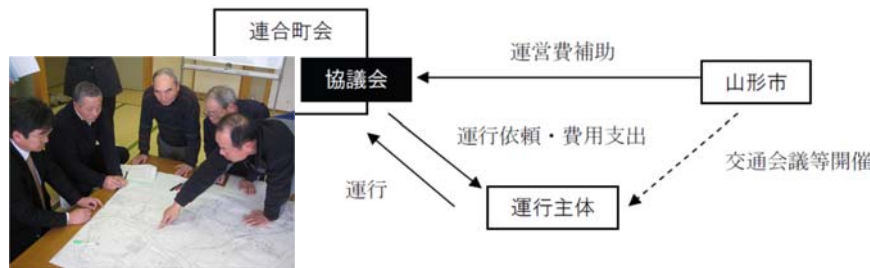 連合町会
協議会
運営費補助
山形市
運行依頼・費用支出
交通会議等開催
運行
運行主体